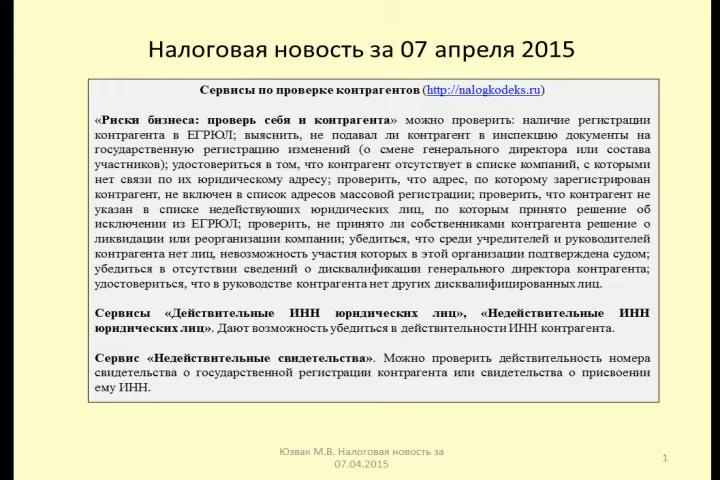 Налоговая новость за 07 апреля 2015
Сервисы по проверке контрагентов (http://nalogkodeks.ru)
«Риски бизнеса: проверь себя и контрагента» можно проверить: наличие регистрации
контрагента в ЕГРЮЛ; выяснить, не подавал ли контрагент в инспекцию документы на
государственную регистрацию изменений (о смене генерального директора или состава
участников); удостовериться в том, что контрагент отсутствует в списке компаний, с которыми
нет связи по их юридическому адресу; проверить, что адрес, по которому зарегистрирован
контрагент, не включен в список адресов массовой регистрации; проверить, что контрагент не
указан в списке недействующих юридических лиц, по которым принято решение об
исключении из ЕГРЮЛ; проверить, не принято ли собственниками контрагента решение о
ликвидации или реорганизации компании; убедиться, что среди учредителей и руководителей
контрагента нет лиц, невозможность участия которых в этой организации подтверждена судом;
убедиться в отсутствии сведений о дисквалификации генерального директора контрагента;
удостовериться, что в руководстве контрагента нет других дисквалифицированных лиц.
Сервисы «Действительные ИНН юридических лиц», «Недействительные ИНН
юридических лиц». Дают возможность убедиться в действительности ИНН контрагента.
Сервис «Недействительные свидетельства». Можно проверить действительность номера
свидетельства о государственной регистрации контрагента или свидетельства о присвоении
ему ИНН.
Юзвак М.В. Налоговая новость за
07.04.2015
1